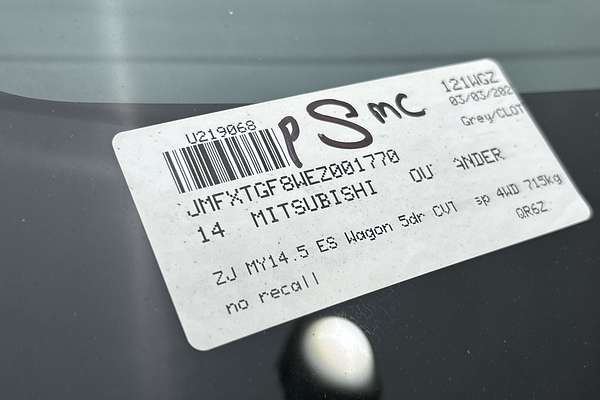 U219068
PSmc
121WGZ
03/03/202
Grey/CLOT
JMFXTGF8WEZ001770
14 MITSUBISHI OU ANDER
ZJ MY14.5 ES Wagon 5dr CVT sp 4WD 715kg
no recall
QR6Z